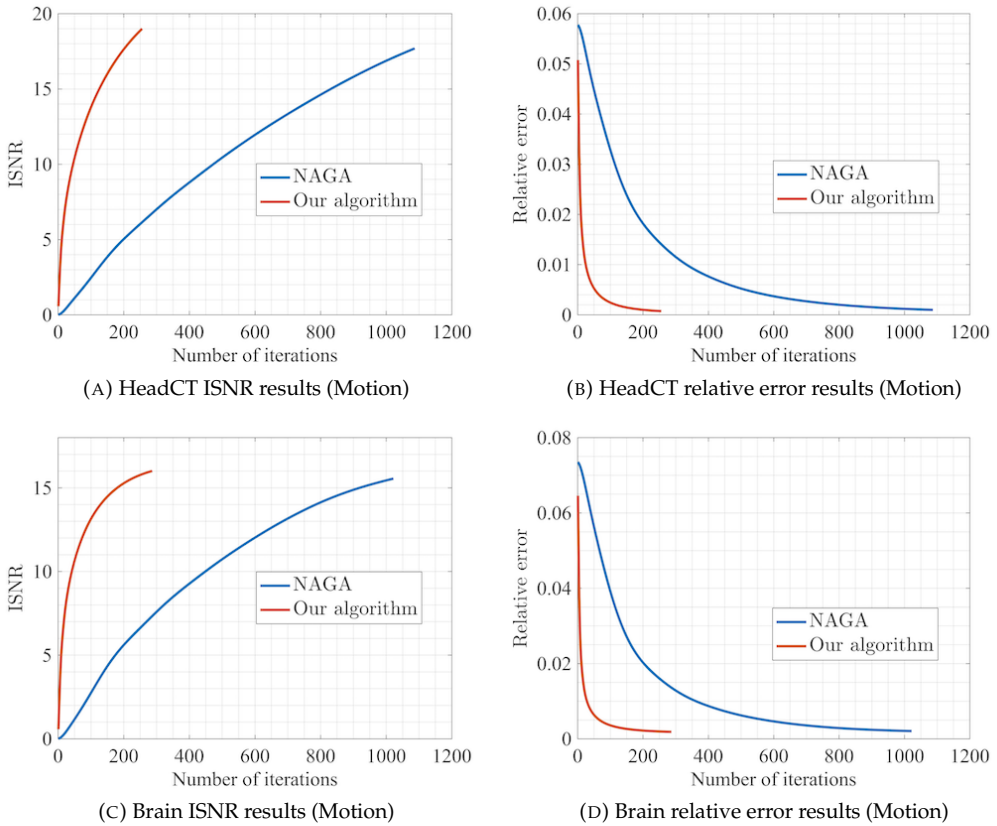 20
15
10
5
0
ISNR
NAGA
Our algorithm
0 200 400 600 800 1000 1200
Number of iterations
(A) HeadCT ISNR results (Motion)
0.06
0.05
0.04
0.03
0.02
0.01
0
Relative error
NAGA
Our algorithm
0 200 400 600 800 1000 1200
Number of iterations
(B) HeadCT relative error results (Motion)
15
10
5
0
ISNR
NAGA
Our algorithm
0 200 400 600 800 1000 1200
Number of iterations
(C) Brain ISNR results (Motion)
0.08
0.06
0.04
0.02
0
Relative error
NAGA
Our algorithm
0 200 400 600 800 1000 1200
Number of iterations
(D) Brain relative error results (Motion)